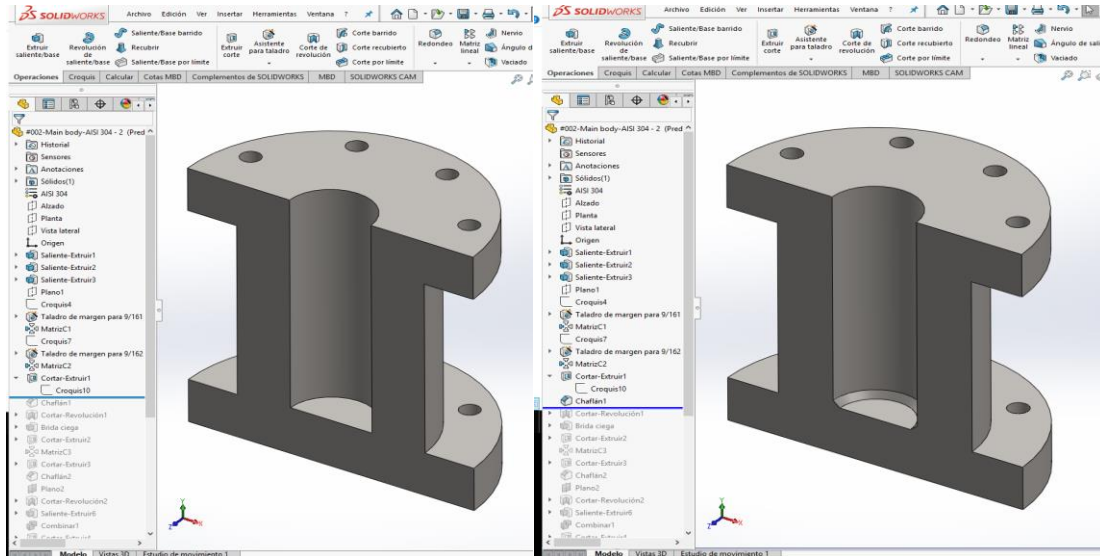 SOLIDWORKS Archivo Edición Ver Insertar Herramientas Ventana ?
Extruir saliente/base
Revolución de saliente/base
Saliente/Base barrido
Recubrir
Saliente/Base por límite
Extruir corte
Asistente para taladro
Corte de revolución
Corte barrido
Corte recubierto
Corte por límite
Redondeo
Matriz lineal
Nervio
Ángulo d
Vaciado
Operaciones Croquis Calcular Cotas MBD Complementos de SOLIDWORKS MBD SOLIDWORKS CAM
#002-Main body-AISI 304 - 2 (Pred
Historial
Sensores
Anotaciones
Sólidos(1)
AISI 304
Alzado
Planta
Vista lateral
Origen
Saliente-Extruir1
Saliente-Extruir2
Saliente-Extruir3
Plano1
Croquis4
Taladro de margen para 9/161
MatrizC1
Croquis7
Taladro de margen para 9/162
MatrizC2
Cortar-Extruir1
Croquis10
Chaflán1
Cortar-Revolución1
Brida ciega
Cortar-Extruir2
MatrizC3
Cortar-Extruir3
Chaflán2
Plano2
Cortar-Revolución2
Saliente-Extruir6
Combinar1
Cortar-Extruir4
Modelo Vistas 3D Estudio de movimiento 1
SOLIDWORKS Archivo Edición Ver Insertar Herramientas Ventana ?
Extruir saliente/base
Revolución de saliente/base
Saliente/Base barrido
Recubrir
Saliente/Base por límite
Extruir corte
Asistente para taladro
Corte de revolución
Corte barrido
Corte recubierto
Corte por límite
Redondeo
Matriz lineal
Nervio
Ángulo de sali
Vaciado
Operaciones Croquis Calcular Cotas MBD Complementos de SOLIDWORKS MBD SOLIDWORKS CAM
#002-Main body-AISI 304 - 2 (Pred
Historial
Sensores
Anotaciones
Sólidos(1)
AISI 304
Alzado
Planta
Vista lateral
Origen
Saliente-Extruir1
Saliente-Extruir2
Saliente-Extruir3
Plano1
Croquis4
Taladro de margen para 9/161
MatrizC1
Croquis7
Taladro de margen para 9/162
MatrizC2
Cortar-Extruir1
Croquis10
Chaflán1
Cortar-Revolución1
Brida ciega
Cortar-Extruir2
MatrizC3
Cortar-Extruir3
Chaflán2
Plano2
Cortar-Revolución2
Saliente-Extruir6
Combinar1
Modelo Vistas 3D Estudio de movimiento 1